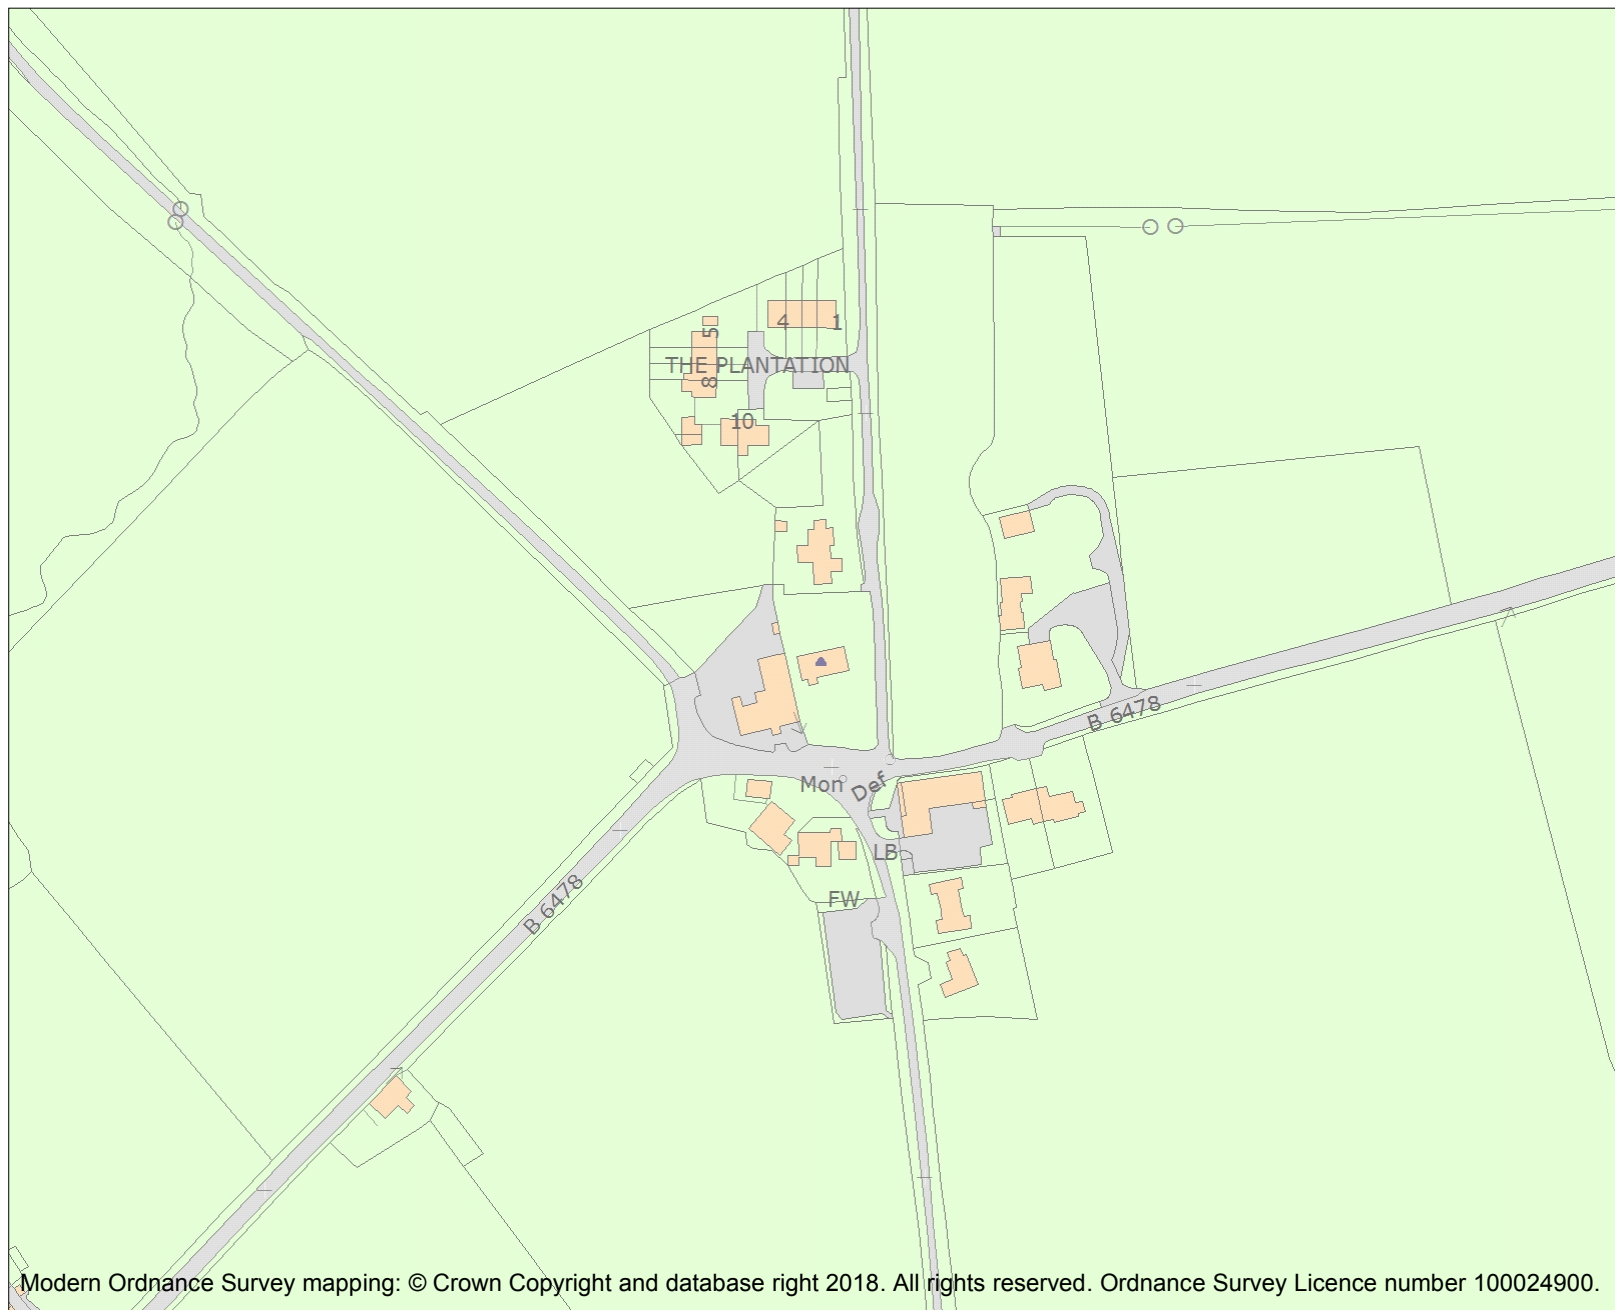 4
1
5
THE PLANTATION
8
10
B 6478
Mon
Def
LB
FW
B 6478
Modern Ordnance Survey mapping: © Crown Copyright and database right 2018. All rights reserved. Ordnance Survey Licence number 100024900.